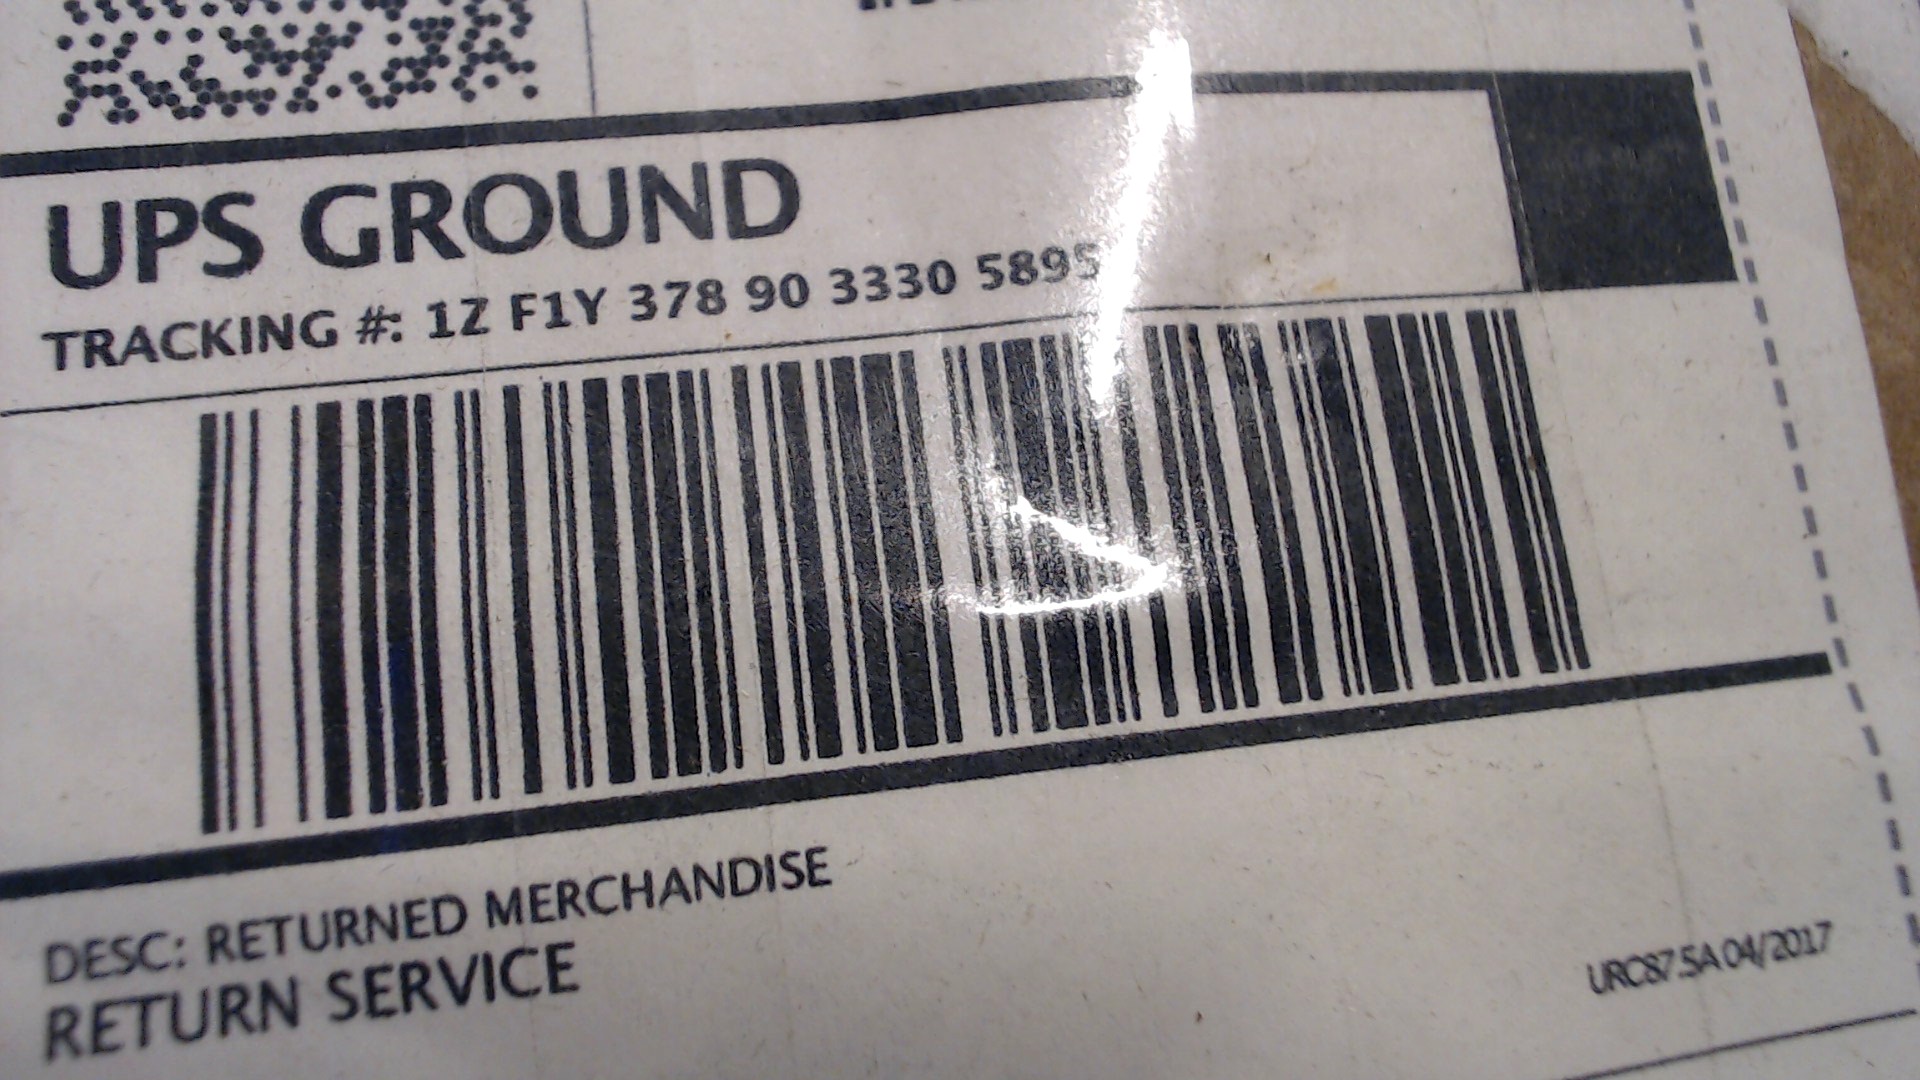 UPS GROUND
TRACKING #: 1Z F1Y 378 90 3330 5895
DESC: RETURNED MERCHANDISE
RETURN SERVICE
URC87.5A 04/2017